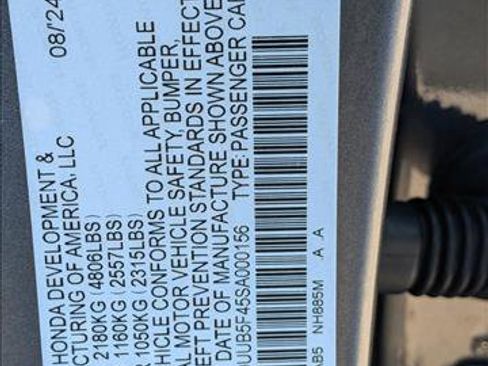 08/24
HONDA DEVELOPMENT &
CTURING OF AMERICA, LLC
2180KG (4806LBS)
1160KG (2557LBS)
1050KG (2315LBS)
HICLE CONFORMS TO ALL APPLICABLE
AL MOTOR VEHICLE SAFETY, BUMPER,
EFT PREVENTION STANDARDS IN EFFECT
DATE OF MANUFACTURE SHOWN ABOVE
UUB5F45SA000156 TYPE:PASSENGER CAR
AB5 NH885M A A